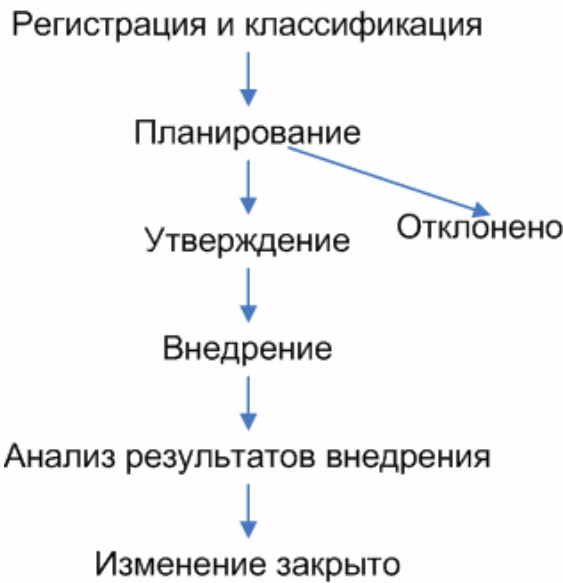 Регистрация и классификация
Планирование
Отклонено
Утверждение
Внедрение
Анализ результатов внедрения
Изменение закрыто